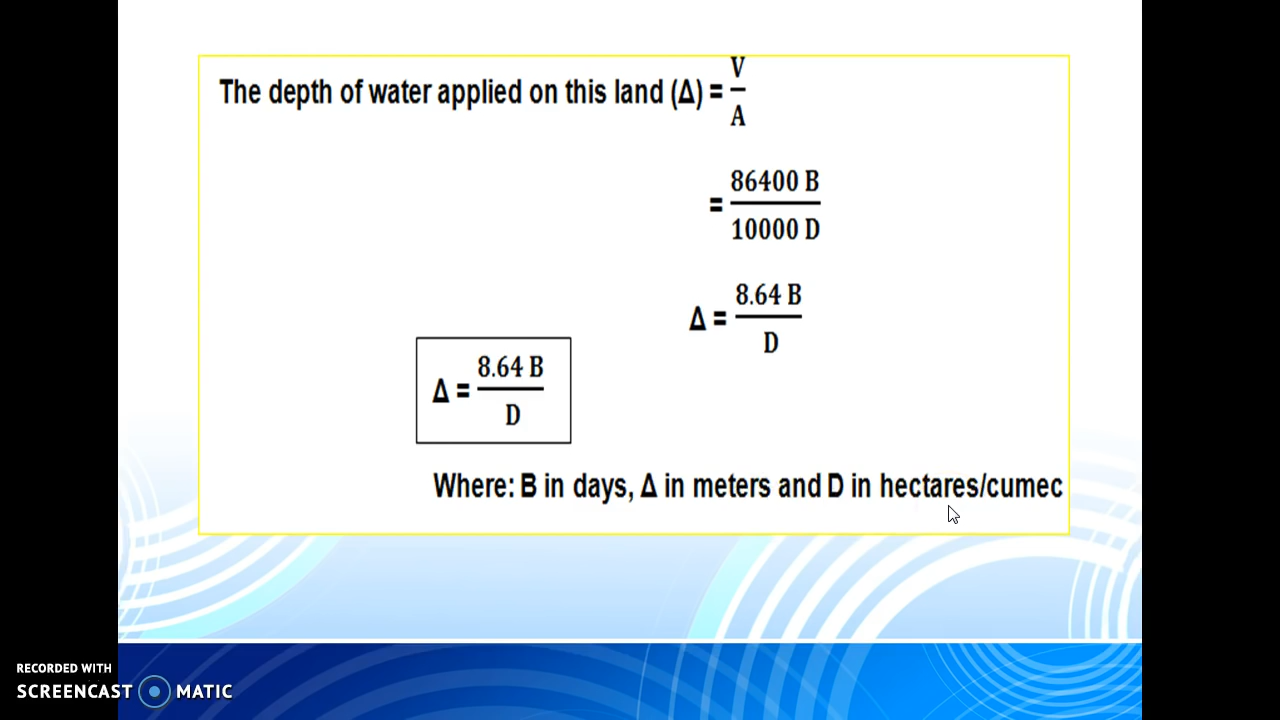 The depth of water applied on this land (Δ) = V/A
= 86400 B / 10000 D
Δ = 8.64 B / D
Δ = 8.64 B / D
Where: B in days, Δ in meters and D in hectares/cumec
RECORDED WITH
SCREENCAST MATIC